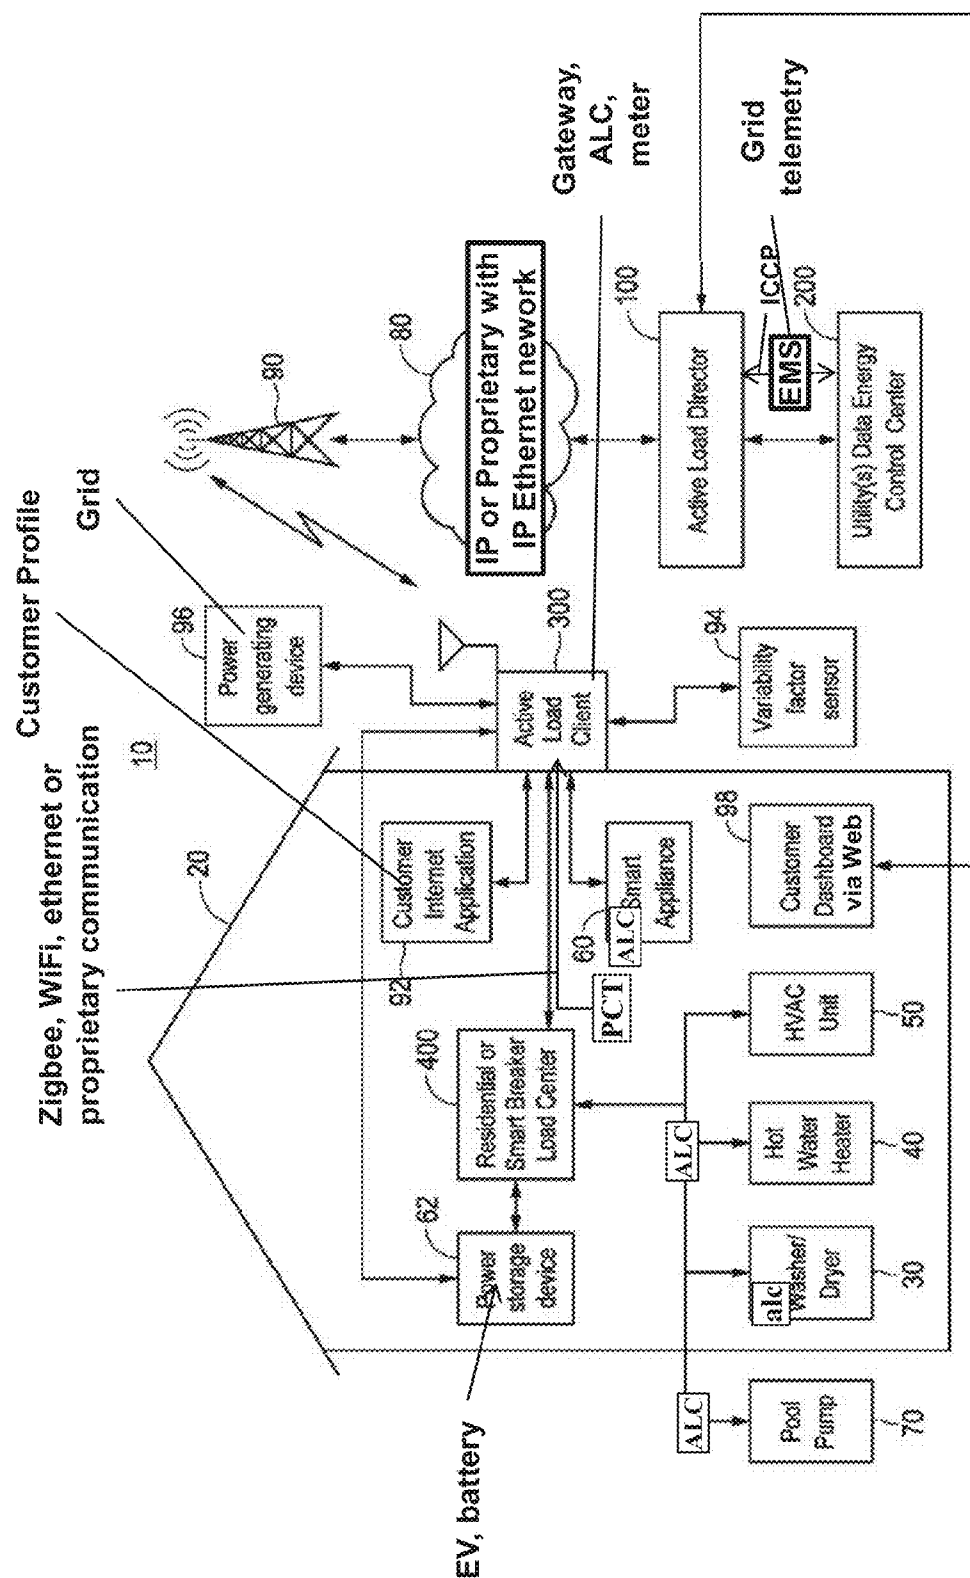 Zigbee, WiFi, ethernet or
proprietary communication
Customer Profile
Grid
10
20
96
Power
generating
device
90
80
IP or Proprietary with
IP Ethernet nework
Gateway,
ALC,
meter
Grid
telemetry
EV, battery
62
Power
storage
device
400
Residential or
Smart Breaker
Load Center
92
Customer
Internet
Application
300
Active
Load
Client
100
Active Load Director
ICCP
EMS
200
Utility(s) Data Energy
Control Center
PCT
60
ALC
Smart
Appliance
94
Variability
factor
sensor
98
Customer
Dashboard
via Web
ALC
ALC
Pool
Pump
70
alc
Washer/
Dryer
30
Hot
Water
Heater
40
HVAC
Unit
50